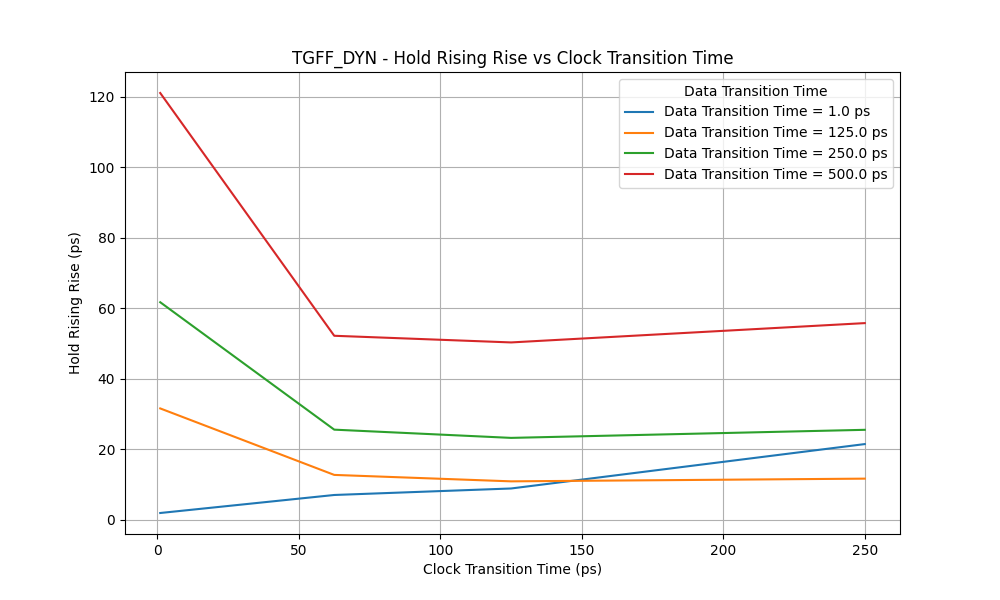 TGFF_DYN - Hold Rising Rise vs Clock Transition Time
Data Transition Time
Data Transition Time = 1.0 ps
Data Transition Time = 125.0 ps
Data Transition Time = 250.0 ps
Data Transition Time = 500.0 ps
Hold Rising Rise (ps)
120
100
80
60
40
20
0
0 50 100 150 200 250
Clock Transition Time (ps)